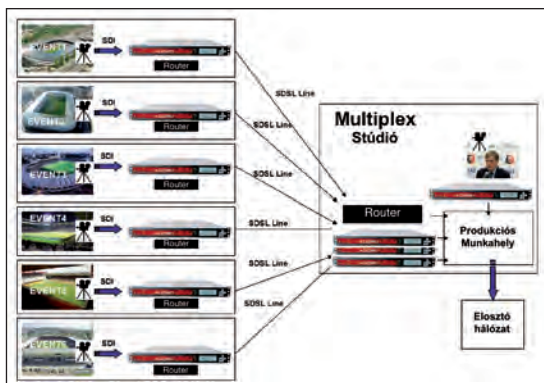 EVENT1
SDI
Router
SDSL Line
EVENT2
SDI
Router
SDSL Line
EVENT3
SDI
Router
SDSL Line
EVENT4
SDI
Router
SDSL Line
SDI
Router
SDSL Line
SDI
Router
SDSL Line
Multiplex
Stúdió
Router
Produkciós
Munkahely
Elosztó
hálózat